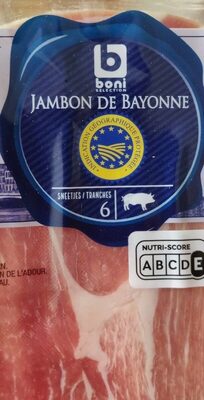 b
boni
SELECTION
JAMBON DE BAYONNE
INDICATION GÉOGRAPHIQUE PROTÉGÉE
SNEETJES / TRANCHES
6
NUTRI-SCORE
A B C D E
N DE L'ADOUR.
AU.